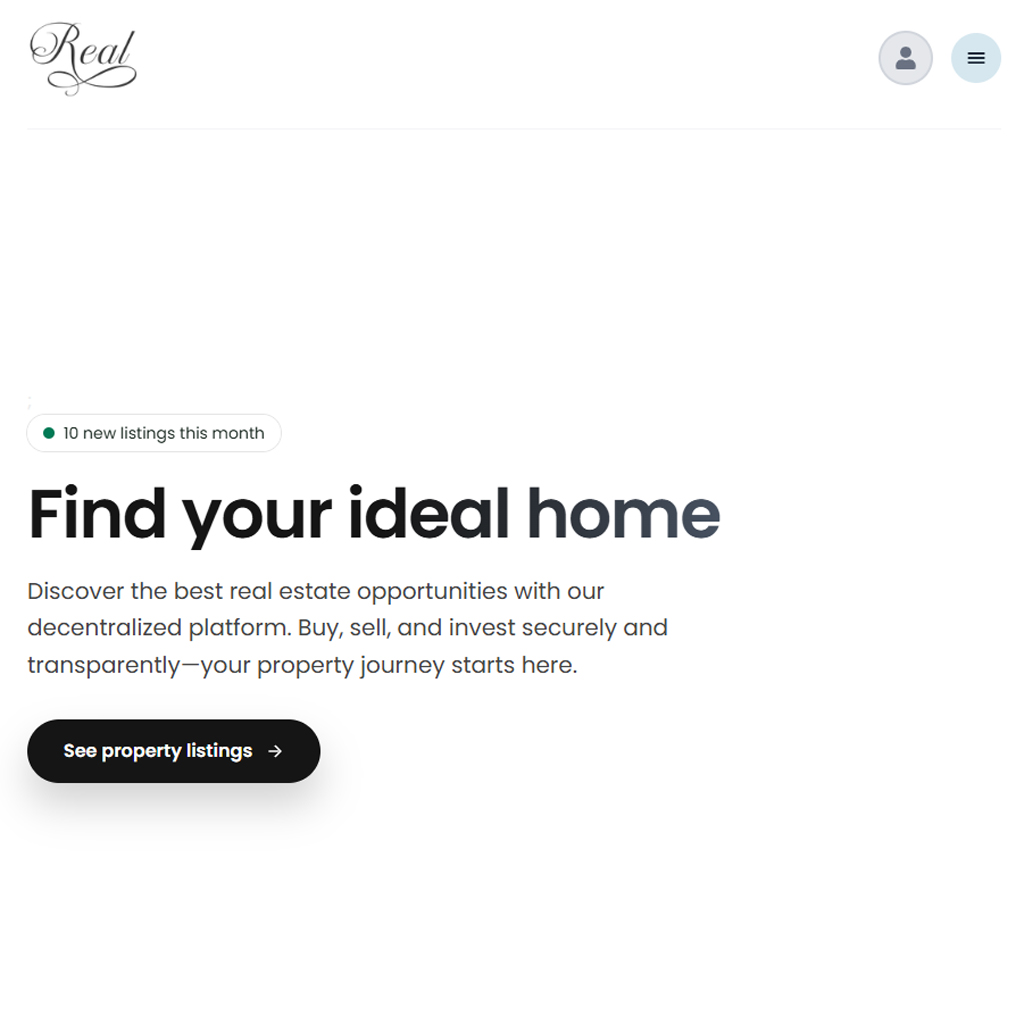 Real
;
10 new listings this month
Find your ideal home
Discover the best real estate opportunities with our
decentralized platform. Buy, sell, and invest securely and
transparently—your property journey starts here.
See property listings →